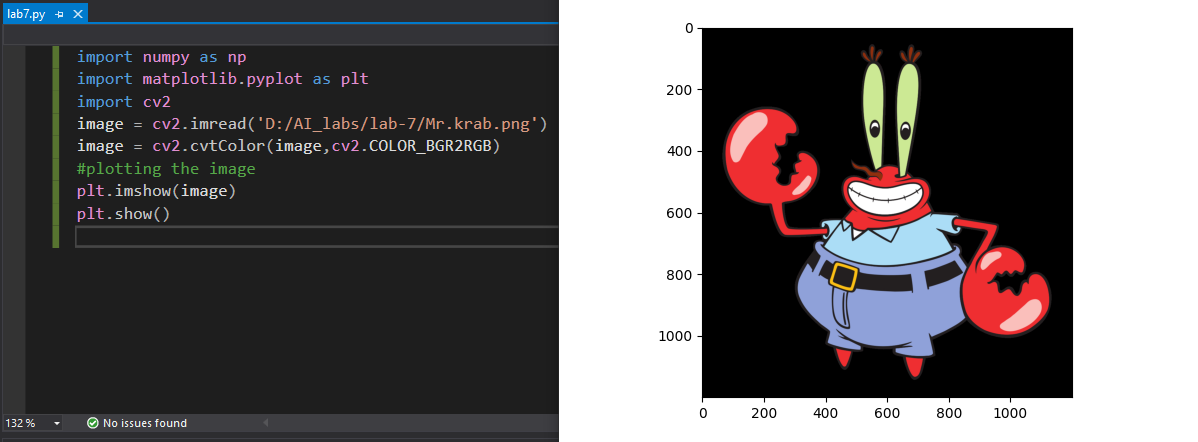 lab7.py
import numpy as np
import matplotlib.pyplot as plt
import cv2
image = cv2.imread('D:/AI_labs/lab-7/Mr.krab.png')
image = cv2.cvtColor(image,cv2.COLOR_BGR2RGB)
#plotting the image
plt.imshow(image)
plt.show()
132 %
No issues found
0
200
400
600
800
1000
0 200 400 600 800 1000